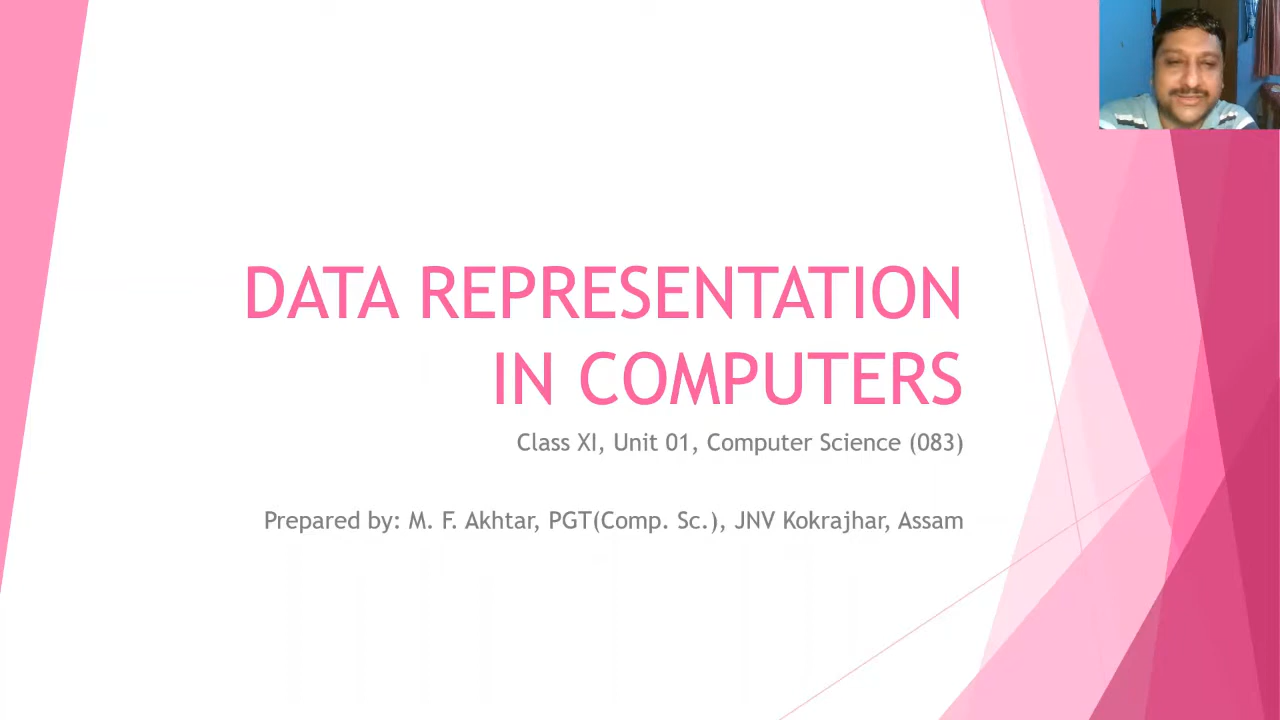 DATA REPRESENTATION
IN COMPUTERS
Class XI, Unit 01, Computer Science (083)
Prepared by: M. F. Akhtar, PGT(Comp. Sc.), JNV Kokrajhar, Assam